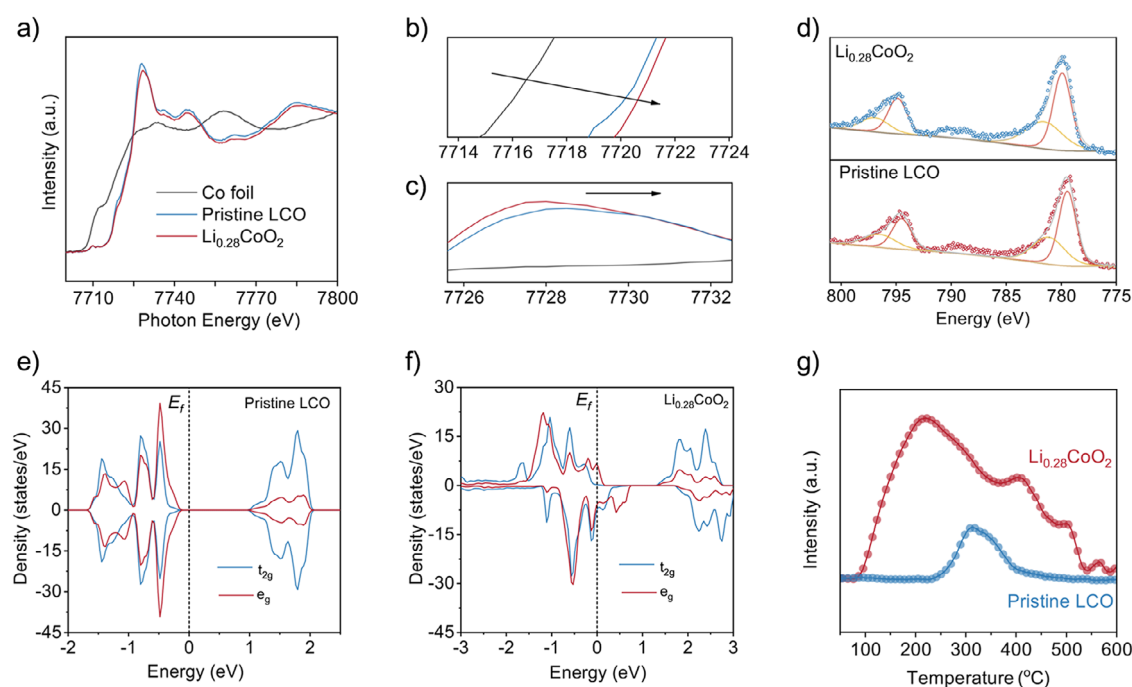 a)
Intensity (a.u.)
Co foil
Pristine LCO
Li0.28CoO2
7710 7740 7770 7800
Photon Energy (eV)
b)
7714 7716 7718 7720 7722 7724
c)
7726 7728 7730 7732
d)
Li0.28CoO2
Pristine LCO
800 795 790 785 780 775
Energy (eV)
e)
Density (states/eV)
45
30
15
0
-15
-30
-45
Ef
Pristine LCO
t2g
eg
-2 -1 0 1 2
Energy (eV)
f)
Density (states/eV)
30
15
0
-15
-30
-45
Ef
Li0.28CoO2
t2g
eg
-3 -2 -1 0 1 2 3
Energy (eV)
g)
Intensity (a.u.)
Li0.28CoO2
Pristine LCO
100 200 300 400 500 600
Temperature (ºC)